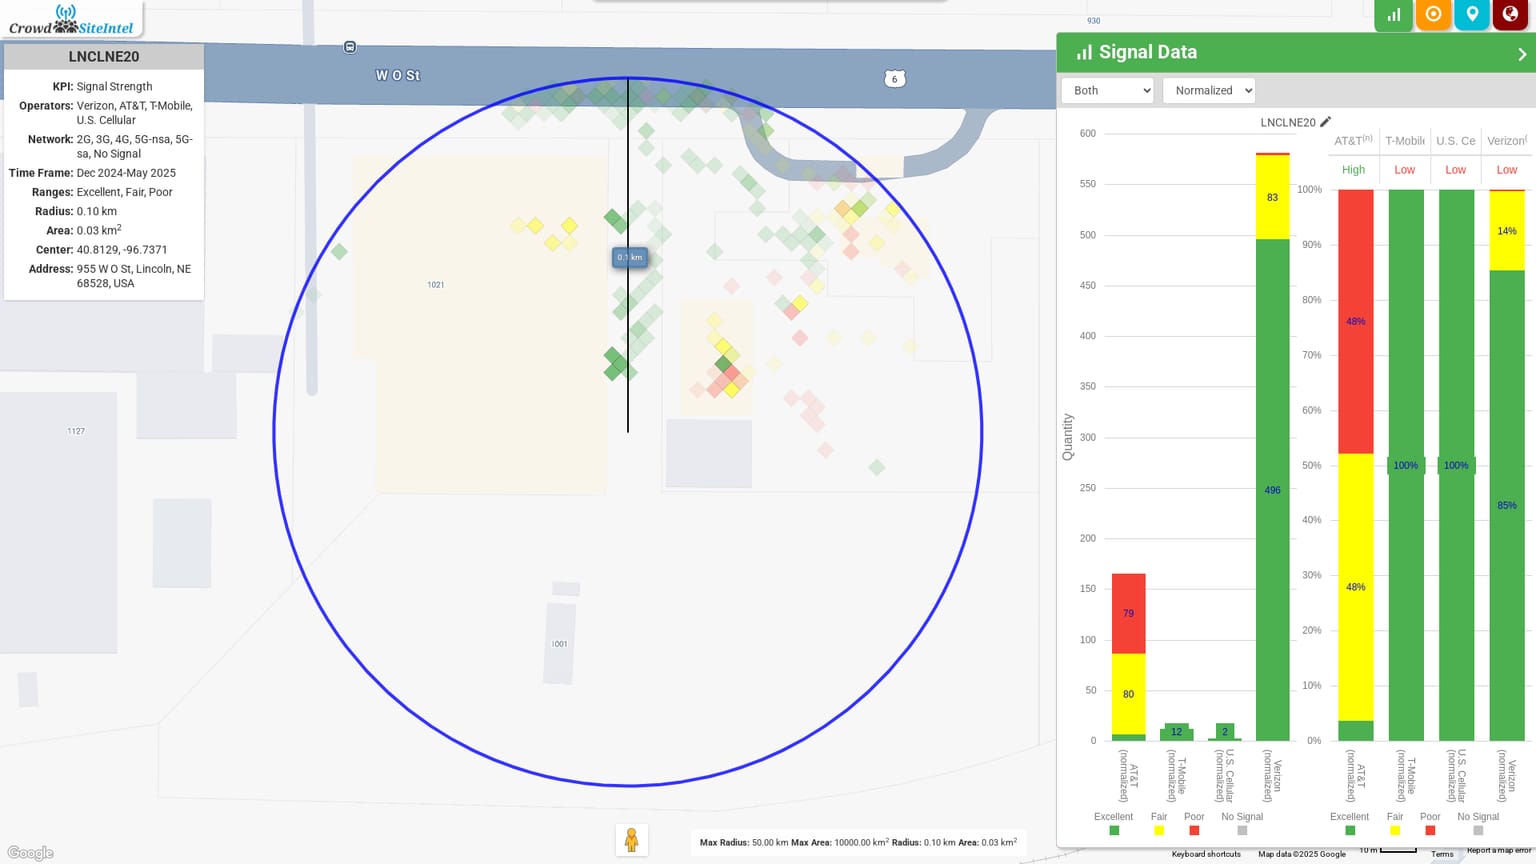 Crowd SiteIntel
LNCLNE20
KPI: Signal Strength
Operators: Verizon, AT&T, T-Mobile,
U.S. Cellular
Network: 2G, 3G, 4G, 5G-nsa, 5G-
sa, No Signal
Time Frame: Dec 2024-May 2025
Ranges: Excellent, Fair, Poor
Radius: 0.10 km
Area: 0.03 km²
Center: 40.8129, -96.7371
Address: 955 W O St, Lincoln, NE
68528, USA
930
W O St
6
0.1 km
1021
1127
1001
Google
Max Radius: 50.00 km Max Area: 10000.00 km² Radius: 0.10 km Area: 0.03 km²
Signal Data
Both
Normalized
LNCLNE20
Quantity
600
550
500
450
400
350
300
250
200
150
100
50
0
79
80
12
2
83
496
AT&T
(normalized)
T-Mobile
(normalized)
U.S. Cellular
(normalized)
Verizon
(normalized)
Excellent
Fair
Poor
No Signal
AT&T(n)
T-Mobile
U.S. Ce
Verizon(
High
Low
Low
Low
100%
90%
80%
70%
60%
50%
40%
30%
20%
10%
0%
48%
48%
100%
100%
14%
85%
AT&T
(normalized)
T-Mobile
(normalized)
U.S. Cellular
(normalized)
Verizon
(normalized)
Excellent
Fair
Poor
No Signal
Keyboard shortcuts
Map data ©2025 Google
10 m
Terms
Report a map error